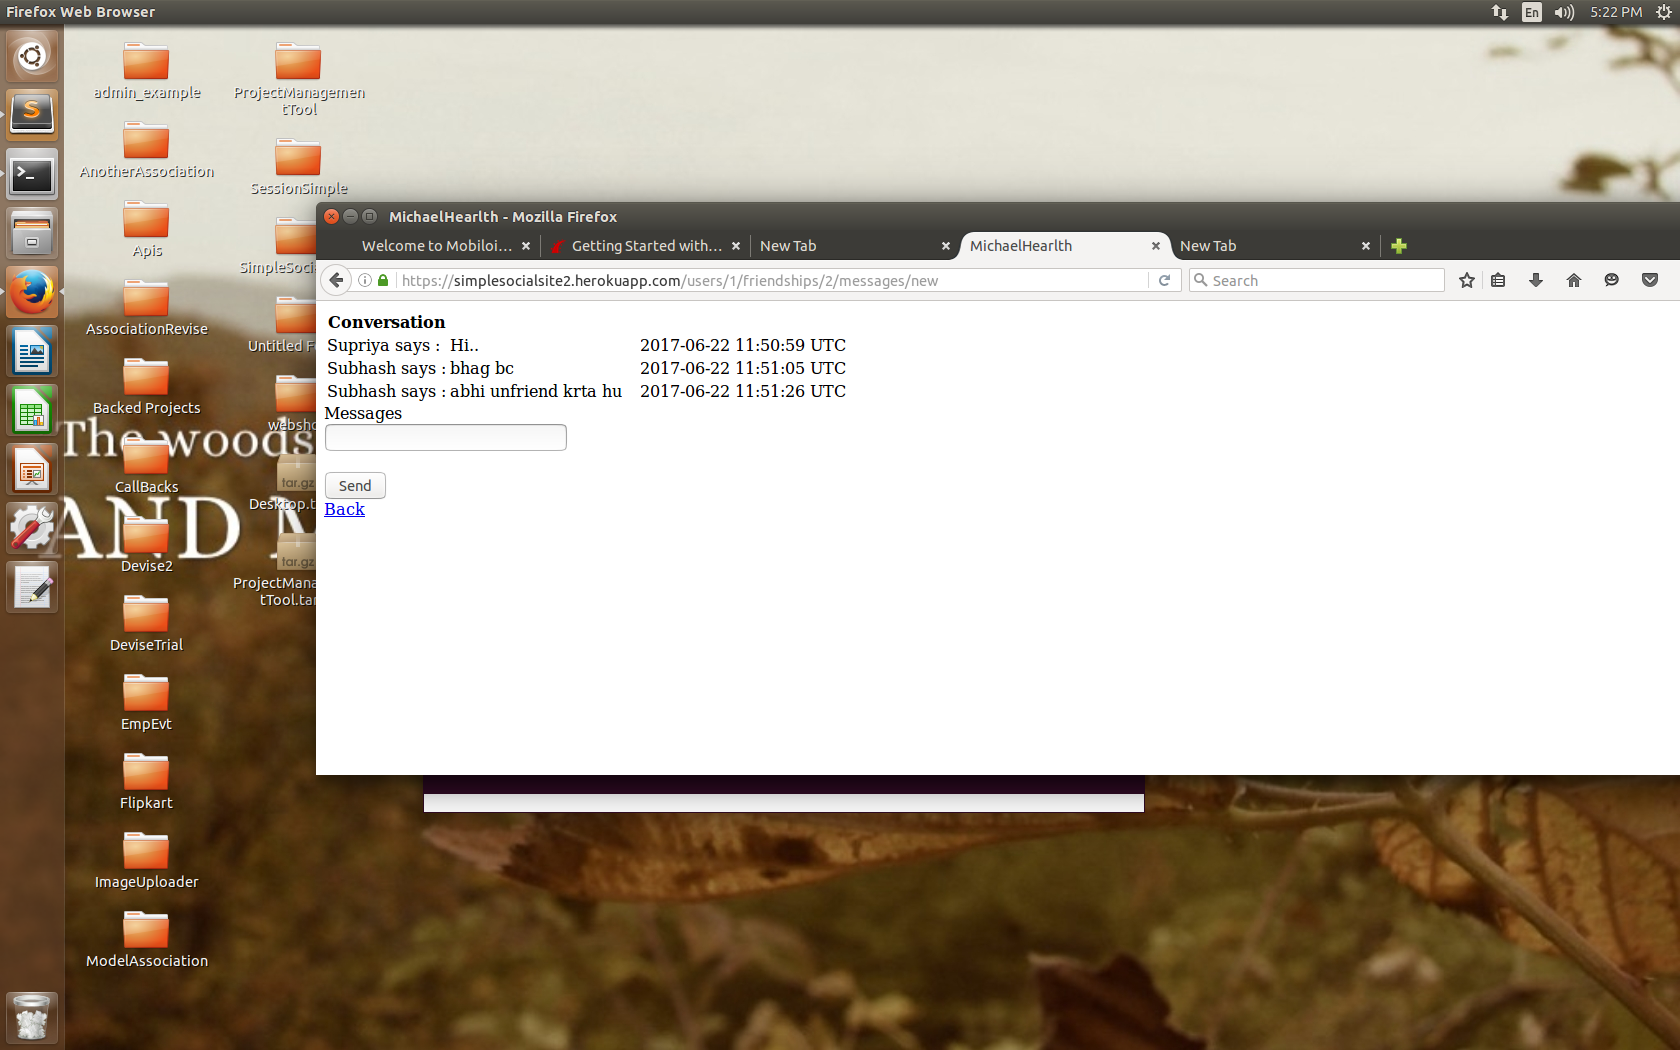 Firefox Web Browser
En
5:22 PM
admin_example
AnotherAssociation
Apis
AssociationRevise
Backed Projects
CallBacks
Devise2
DeviseTrial
EmpEvt
Flipkart
ImageUploader
ModelAssociation
ProjectManagemen
tTool
SessionSimple
SimpleSoci
Untitled F
websho
tar.gz
Desktop.t
tar.gz
ProjectMana
tTool.tar
The woods
AND
MichaelHearlth - Mozilla Firefox
Welcome to Mobiloi...
Getting Started with...
New Tab
MichaelHearlth
New Tab
https://simplesocialsite2.herokuapp.com/users/1/friendships/2/messages/new
Search
Conversation
Supriya says : Hi.. 2017-06-22 11:50:59 UTC
Subhash says : bhag bc 2017-06-22 11:51:05 UTC
Subhash says : abhi unfriend krta hu 2017-06-22 11:51:26 UTC
Messages
Send
Back